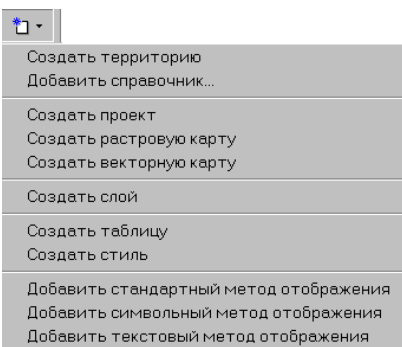 Создать территорию
Добавить справочник...
Создать проект
Создать растровую карту
Создать векторную карту
Создать слой
Создать таблицу
Создать стиль
Добавить стандартный метод отображения
Добавить символьный метод отображения
Добавить текстовый метод отображения